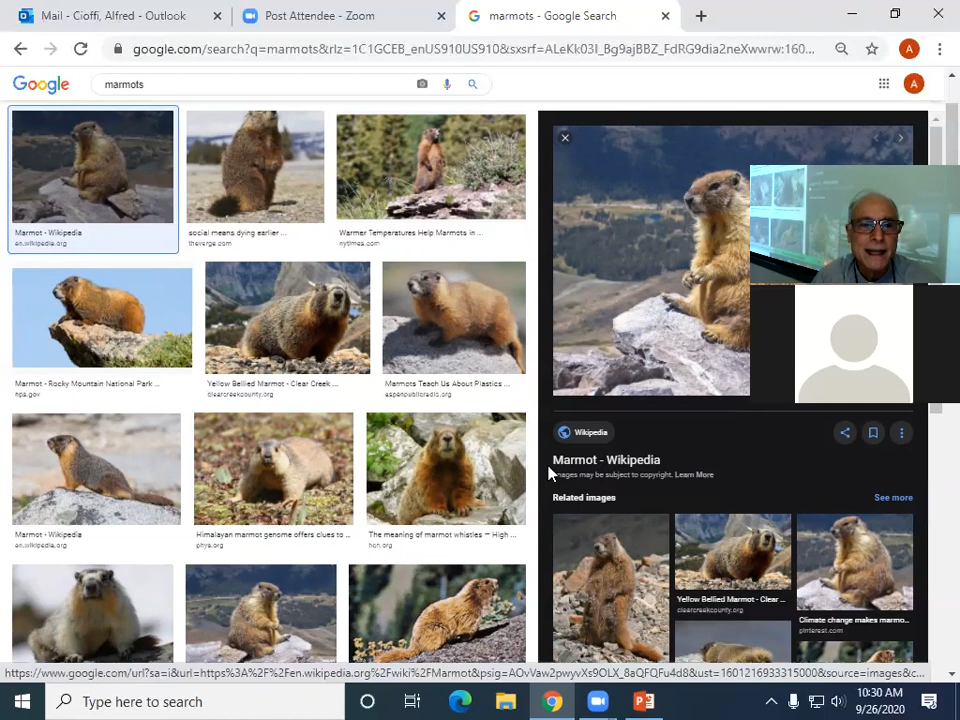 Mail - Cioffi, Alfred - Outlook
Post Attendee - Zoom
marmots - Google Search
google.com/search?q=marmots&rlz=1C1GCEB_enUS910US910&sxsrf=ALeKk03I_Bg9ajBBZ_FdRG9dia2neXwwrw:160...
A
Google
marmots
A
Marmot - Wikipedia
en.wikipedia.org
social means dying earlier ...
theverge.com
Warmer Temperatures Help Marmots in ...
nytimes.com
Marmot - Rocky Mountain National Park ...
nps.gov
Yellow Bellied Marmot - Clear Creek ...
clearcreekcounty.org
Marmots Teach Us About Plastics ...
aspenpublicradio.org
Marmot - Wikipedia
en.wikipedia.org
Himalayan marmot genome offers clues to ...
phys.org
The meaning of marmot whistles — High ...
hcn.org
Wikipedia
Marmot - Wikipedia
Images may be subject to copyright. Learn More
Related images
See more
Yellow Bellied Marmot - Clear ...
clearcreekcounty.org
Climate change makes marmo...
pinterest.com
https://www.google.com/url?sa=i&url=https%3A%2F%2Fen.wikipedia.org%2Fwiki%2FMarmot&psig=AOvVaw2pwyvXs9OLX_8aQFQFu4d8&ust=1601216933315000&source=images&c...
Type here to search
10:30 AM
9/26/2020